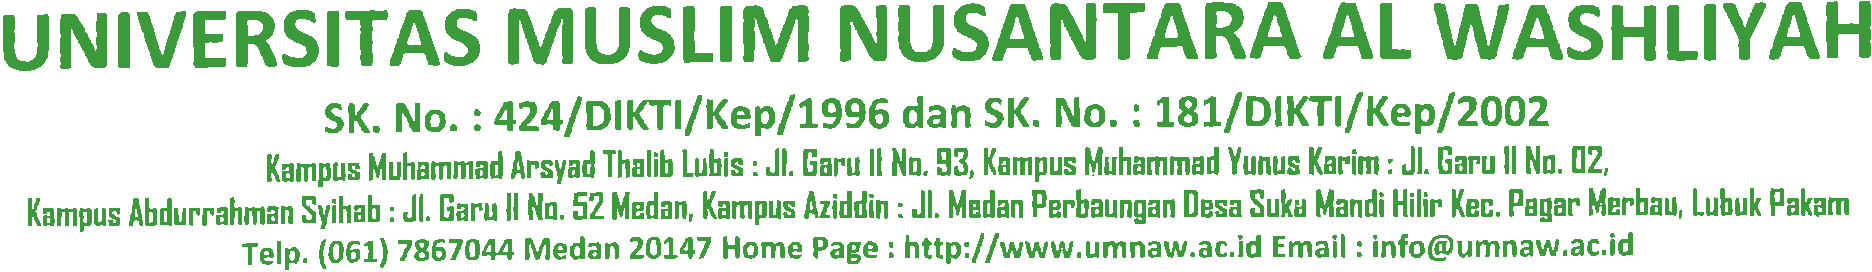 UNIVERSITAS MUSLIM NUSANTARA AL WASHLIYAH
SK. No. : 424/DIKTI/Kep/1996 dan SK. No. : 181/DIKTI/Kep/2002
Kampus Muhammad Arsyad Thalib Lubis : Jl. Garu II No. 93, Kampus Muhammad Yunus Karim : Jl. Garu II No. 02,
Kampus Abdurrahman Syihab : Jl. Garu II No. 52 Medan, Kampus Aziddin : Jl. Medan Perbaungan Desa Suka Mandi Hilir Kec. Pagar Merbau, Lubuk Pakam
Telp. (061) 7867044 Medan 20147 Home Page : http://www.umnaw.ac.id Email : info@umnaw.ac.id